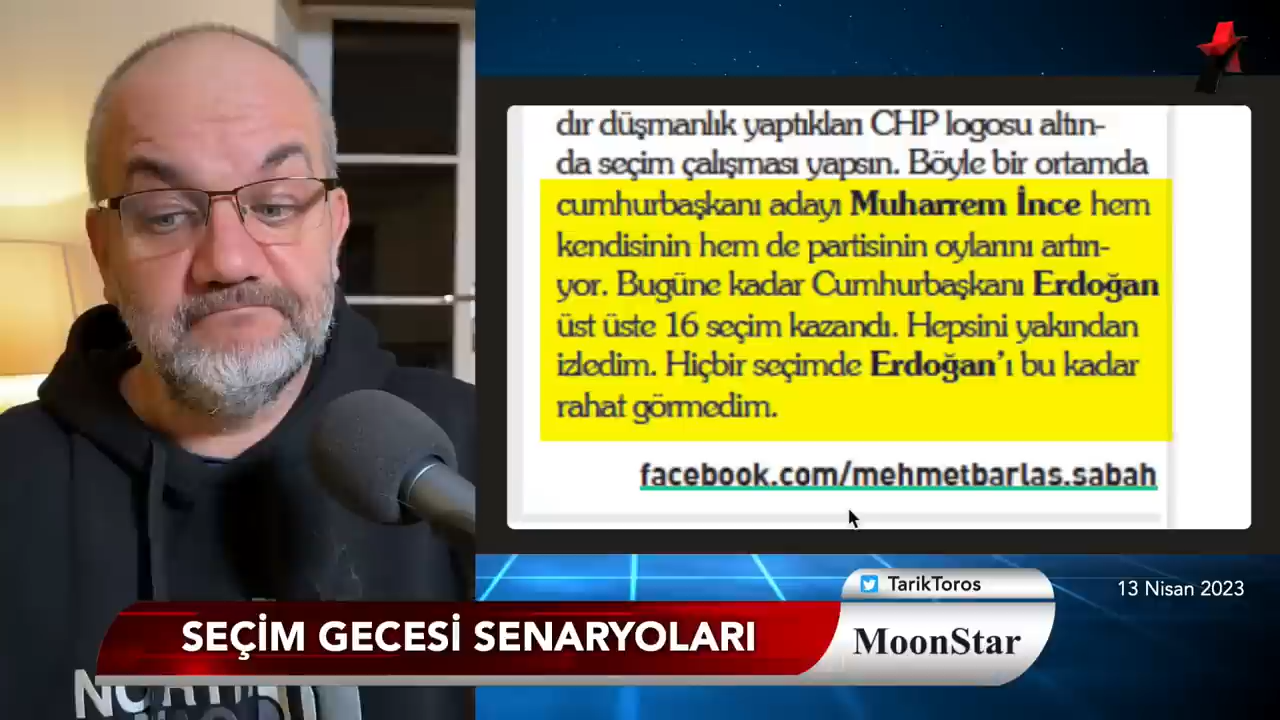 dır düşmanlık yaptıkları CHP logosu altın-
da seçim çalışması yapsın. Böyle bir ortamda
cumhurbaşkanı adayı Muharrem İnce hem
kendisinin hem de partisinin oylarını artırı-
yor. Bugüne kadar Cumhurbaşkanı Erdoğan
üst üste 16 seçim kazandı. Hepsini yakından
izledim. Hiçbir seçimde Erdoğan'ı bu kadar
rahat görmedim.
facebook.com/mehmetbarlas.sabah
TarikToros
13 Nisan 2023
SEÇİM GECESİ SENARYOLARI
MoonStar